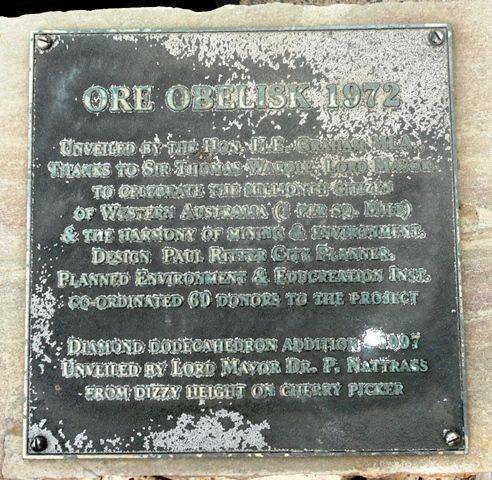 ORE OBELISK 1972
UNVEILED BY THE HON. H.E. GRAHAM MLA.
THANKS TO SIR THOMAS WARDLE LORD MAYOR
TO CELEBRATE THE MILLIONTH CITIZEN
OF WESTERN AUSTRALIA (1 PER SQ. MILE)
& THE HARMONY OF MINING & ENVIRONMENT.
DESIGN PAUL RITTER CITY PLANNER.
PLANNED ENVIRONMENT & EDUCREATION INST.
CO-ORDINATED 60 DONORS TO THE PROJECT
DIAMOND DODECAHEDRON ADDITION 1997
UNVEILED BY LORD MAYOR DR. P. NATTRASS
FROM DIZZY HEIGHT ON CHERRY PICKER